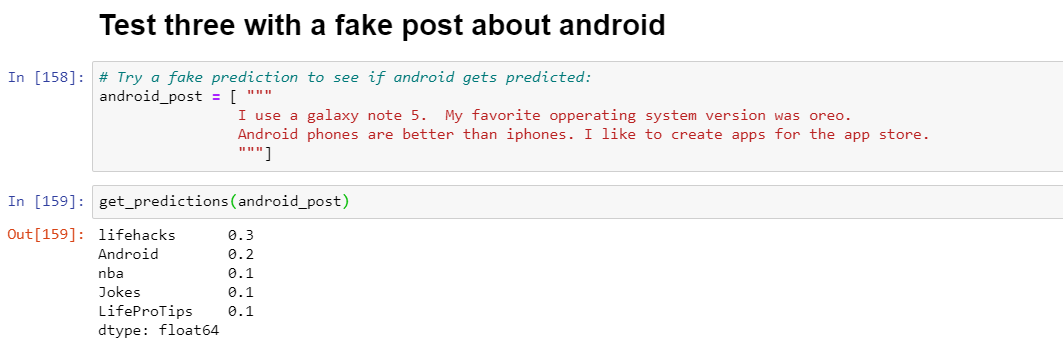 Test three with a fake post about android
In [158]: # Try a fake prediction to see if android gets predicted:
android_post = [ """
I use a galaxy note 5.  My favorite opperating system version was oreo.
Android phones are better than iphones. I like to create apps for the app store.
"""]
In [159]: get_predictions(android_post)
Out[159]: lifehacks      0.3
Android        0.2
nba            0.1
Jokes          0.1
LifeProTips    0.1
dtype: float64